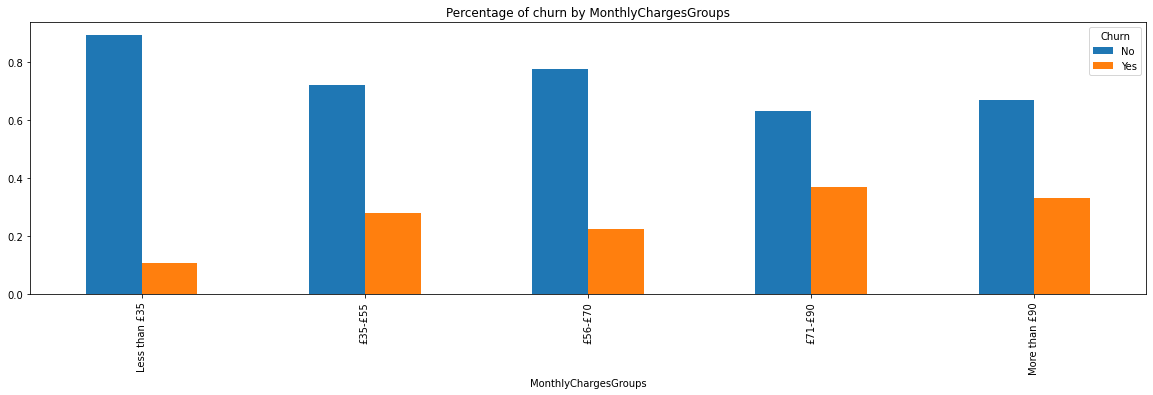 Percentage of churn by MonthlyChargesGroups
Churn
No
Yes
0.8
0.6
0.4
0.2
0.0
Less than £35
£35-£55
£56-£70
£71-£90
More than £90
MonthlyChargesGroups